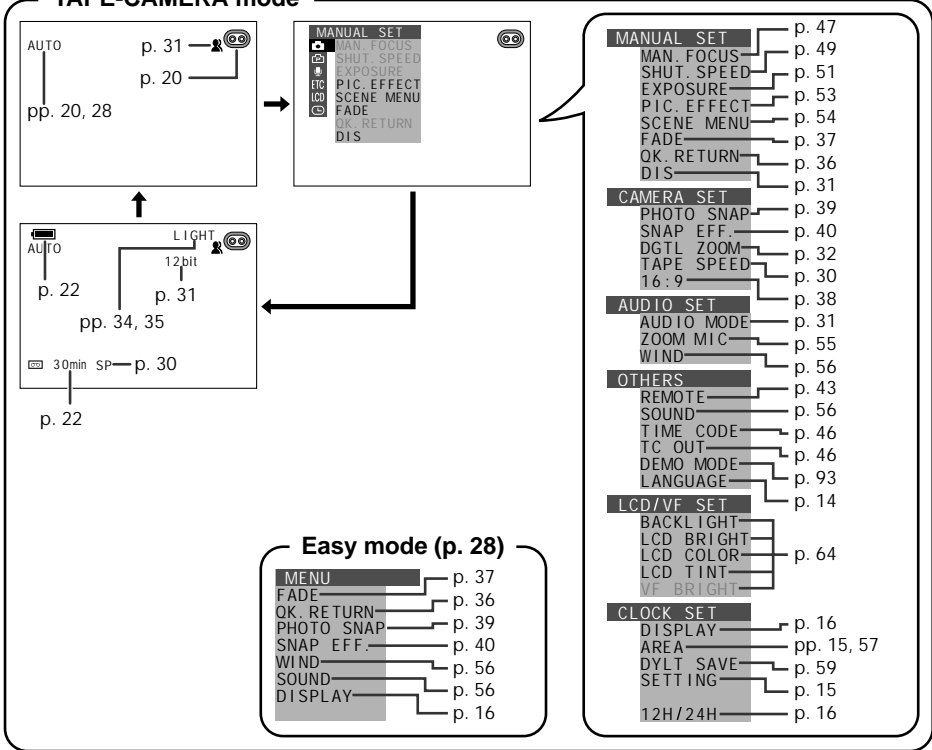 TAPE-CAMERA mode
AUTO
p. 31
p. 20
pp. 20, 28
MANUAL SET
MAN. FOCUS
SHUT. SPEED
EXPOSURE
ETC PIC. EFFECT
LCD SCENE MENU
FADE
QK. RETURN
DIS
AUTO
LIGHT
12bit
p. 22
p. 31
pp. 34, 35
30min SP
p. 30
p. 22
MANUAL SET
MAN. FOCUS p. 47
SHUT. SPEED p. 49
EXPOSURE p. 51
PIC. EFFECT p. 53
SCENE MENU p. 54
FADE p. 37
QK. RETURN p. 36
DIS p. 31
CAMERA SET
PHOTO SNAP p. 39
SNAP EFF. p. 40
DGTL ZOOM p. 32
TAPE SPEED p. 30
16:9 p. 38
AUDIO SET
AUDIO MODE p. 31
ZOOM MIC p. 55
WIND p. 56
OTHERS
REMOTE p. 43
SOUND p. 56
TIME CODE p. 46
TC OUT p. 46
DEMO MODE p. 93
LANGUAGE p. 14
LCD/VF SET
BACKLIGHT
LCD BRIGHT
LCD COLOR p. 64
LCD TINT
VF BRIGHT
CLOCK SET
DISPLAY p. 16
AREA pp. 15, 57
DYLT SAVE p. 59
SETTING p. 15
12H/24H p. 16
Easy mode (p. 28)
MENU
FADE p. 37
QK. RETURN p. 36
PHOTO SNAP p. 39
SNAP EFF. p. 40
WIND p. 56
SOUND p. 56
DISPLAY p. 16